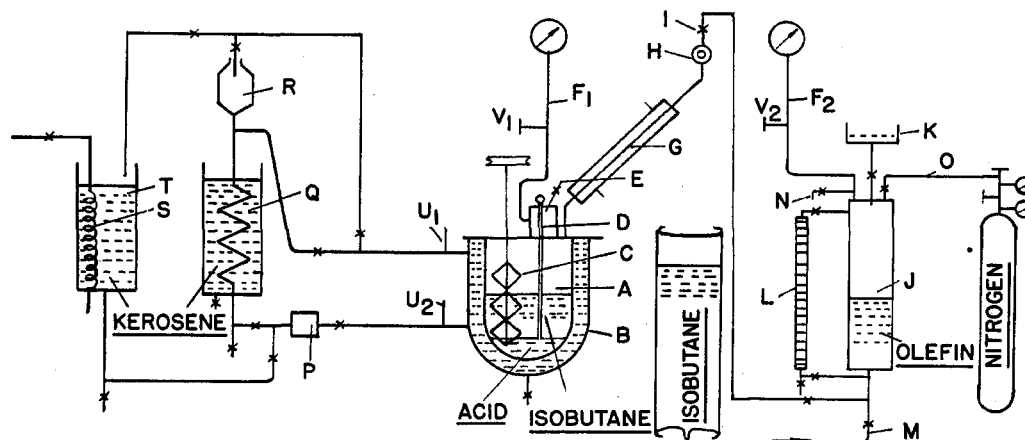 I
H
F1
V1
G
E
D
C
A
B
U1
U2
R
T
S
Q
KEROSENE
P
ACID
ISOBUTANE
ISOBUTANE
V2
F2
K
O
N
L
J
OLEFIN
NITROGEN
M